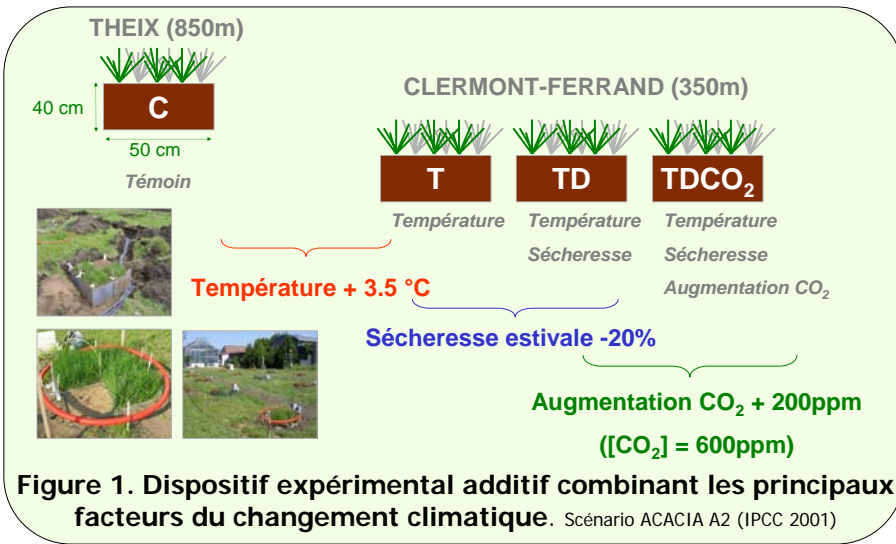 THEIX (850m)
40 cm
C
50 cm
Témoin
CLERMONT-FERRAND (350m)
T
TD
TDCO₂
Température
Température
Sécheresse
Température
Sécheresse
Augmentation CO₂
Température + 3.5 °C
Sécheresse estivale -20%
Augmentation CO₂ + 200ppm
([CO₂] = 600ppm)
Figure 1. Dispositif expérimental additif combinant les principaux
facteurs du changement climatique. Scénario ACACIA A2 (IPCC 2001)